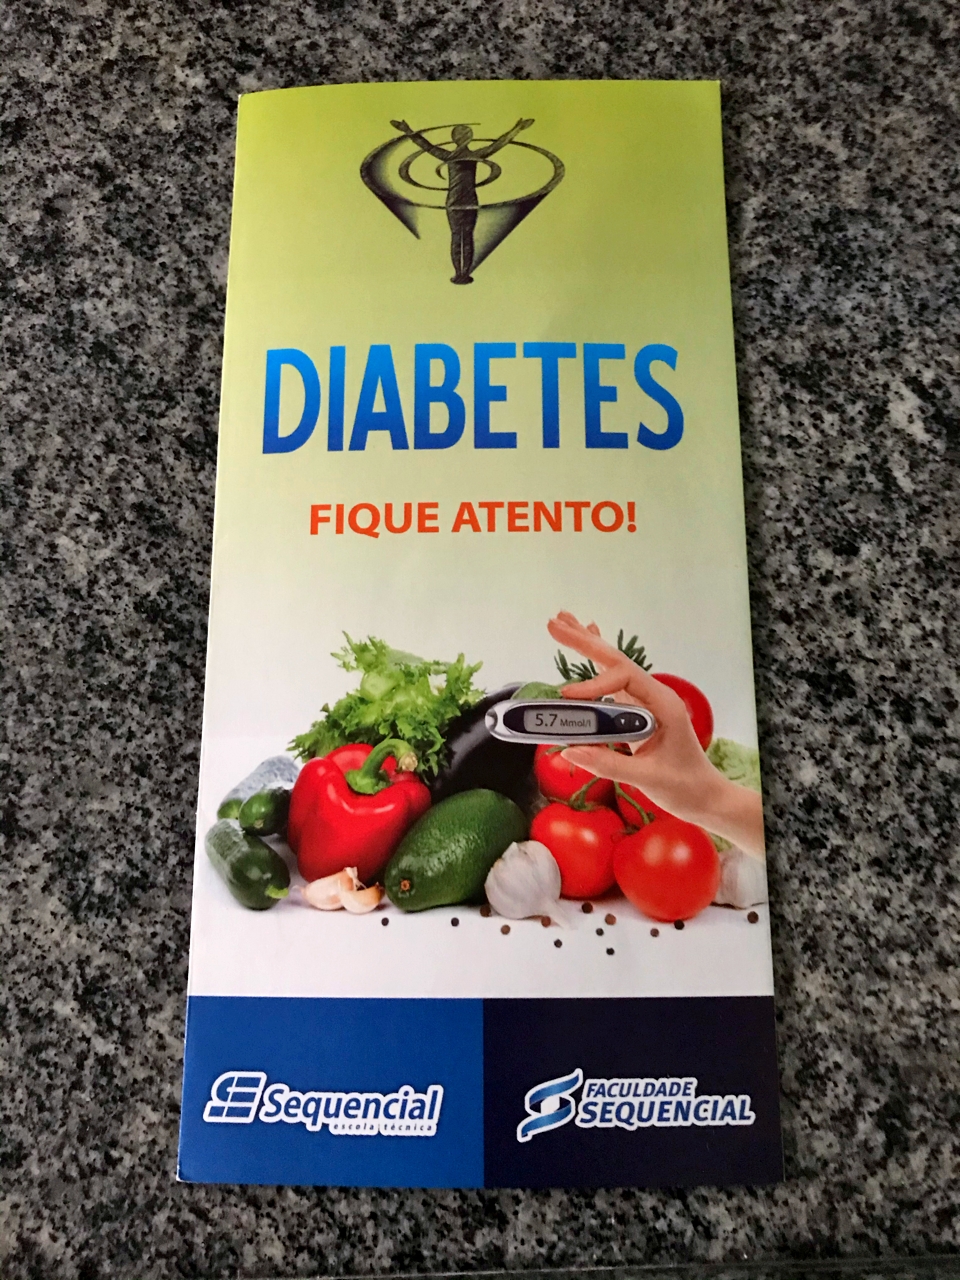 DIABETES
FIQUE ATENTO!
5.7 Mmol/l
Sequencial
escola técnica
FACULDADE
SEQUENCIAL